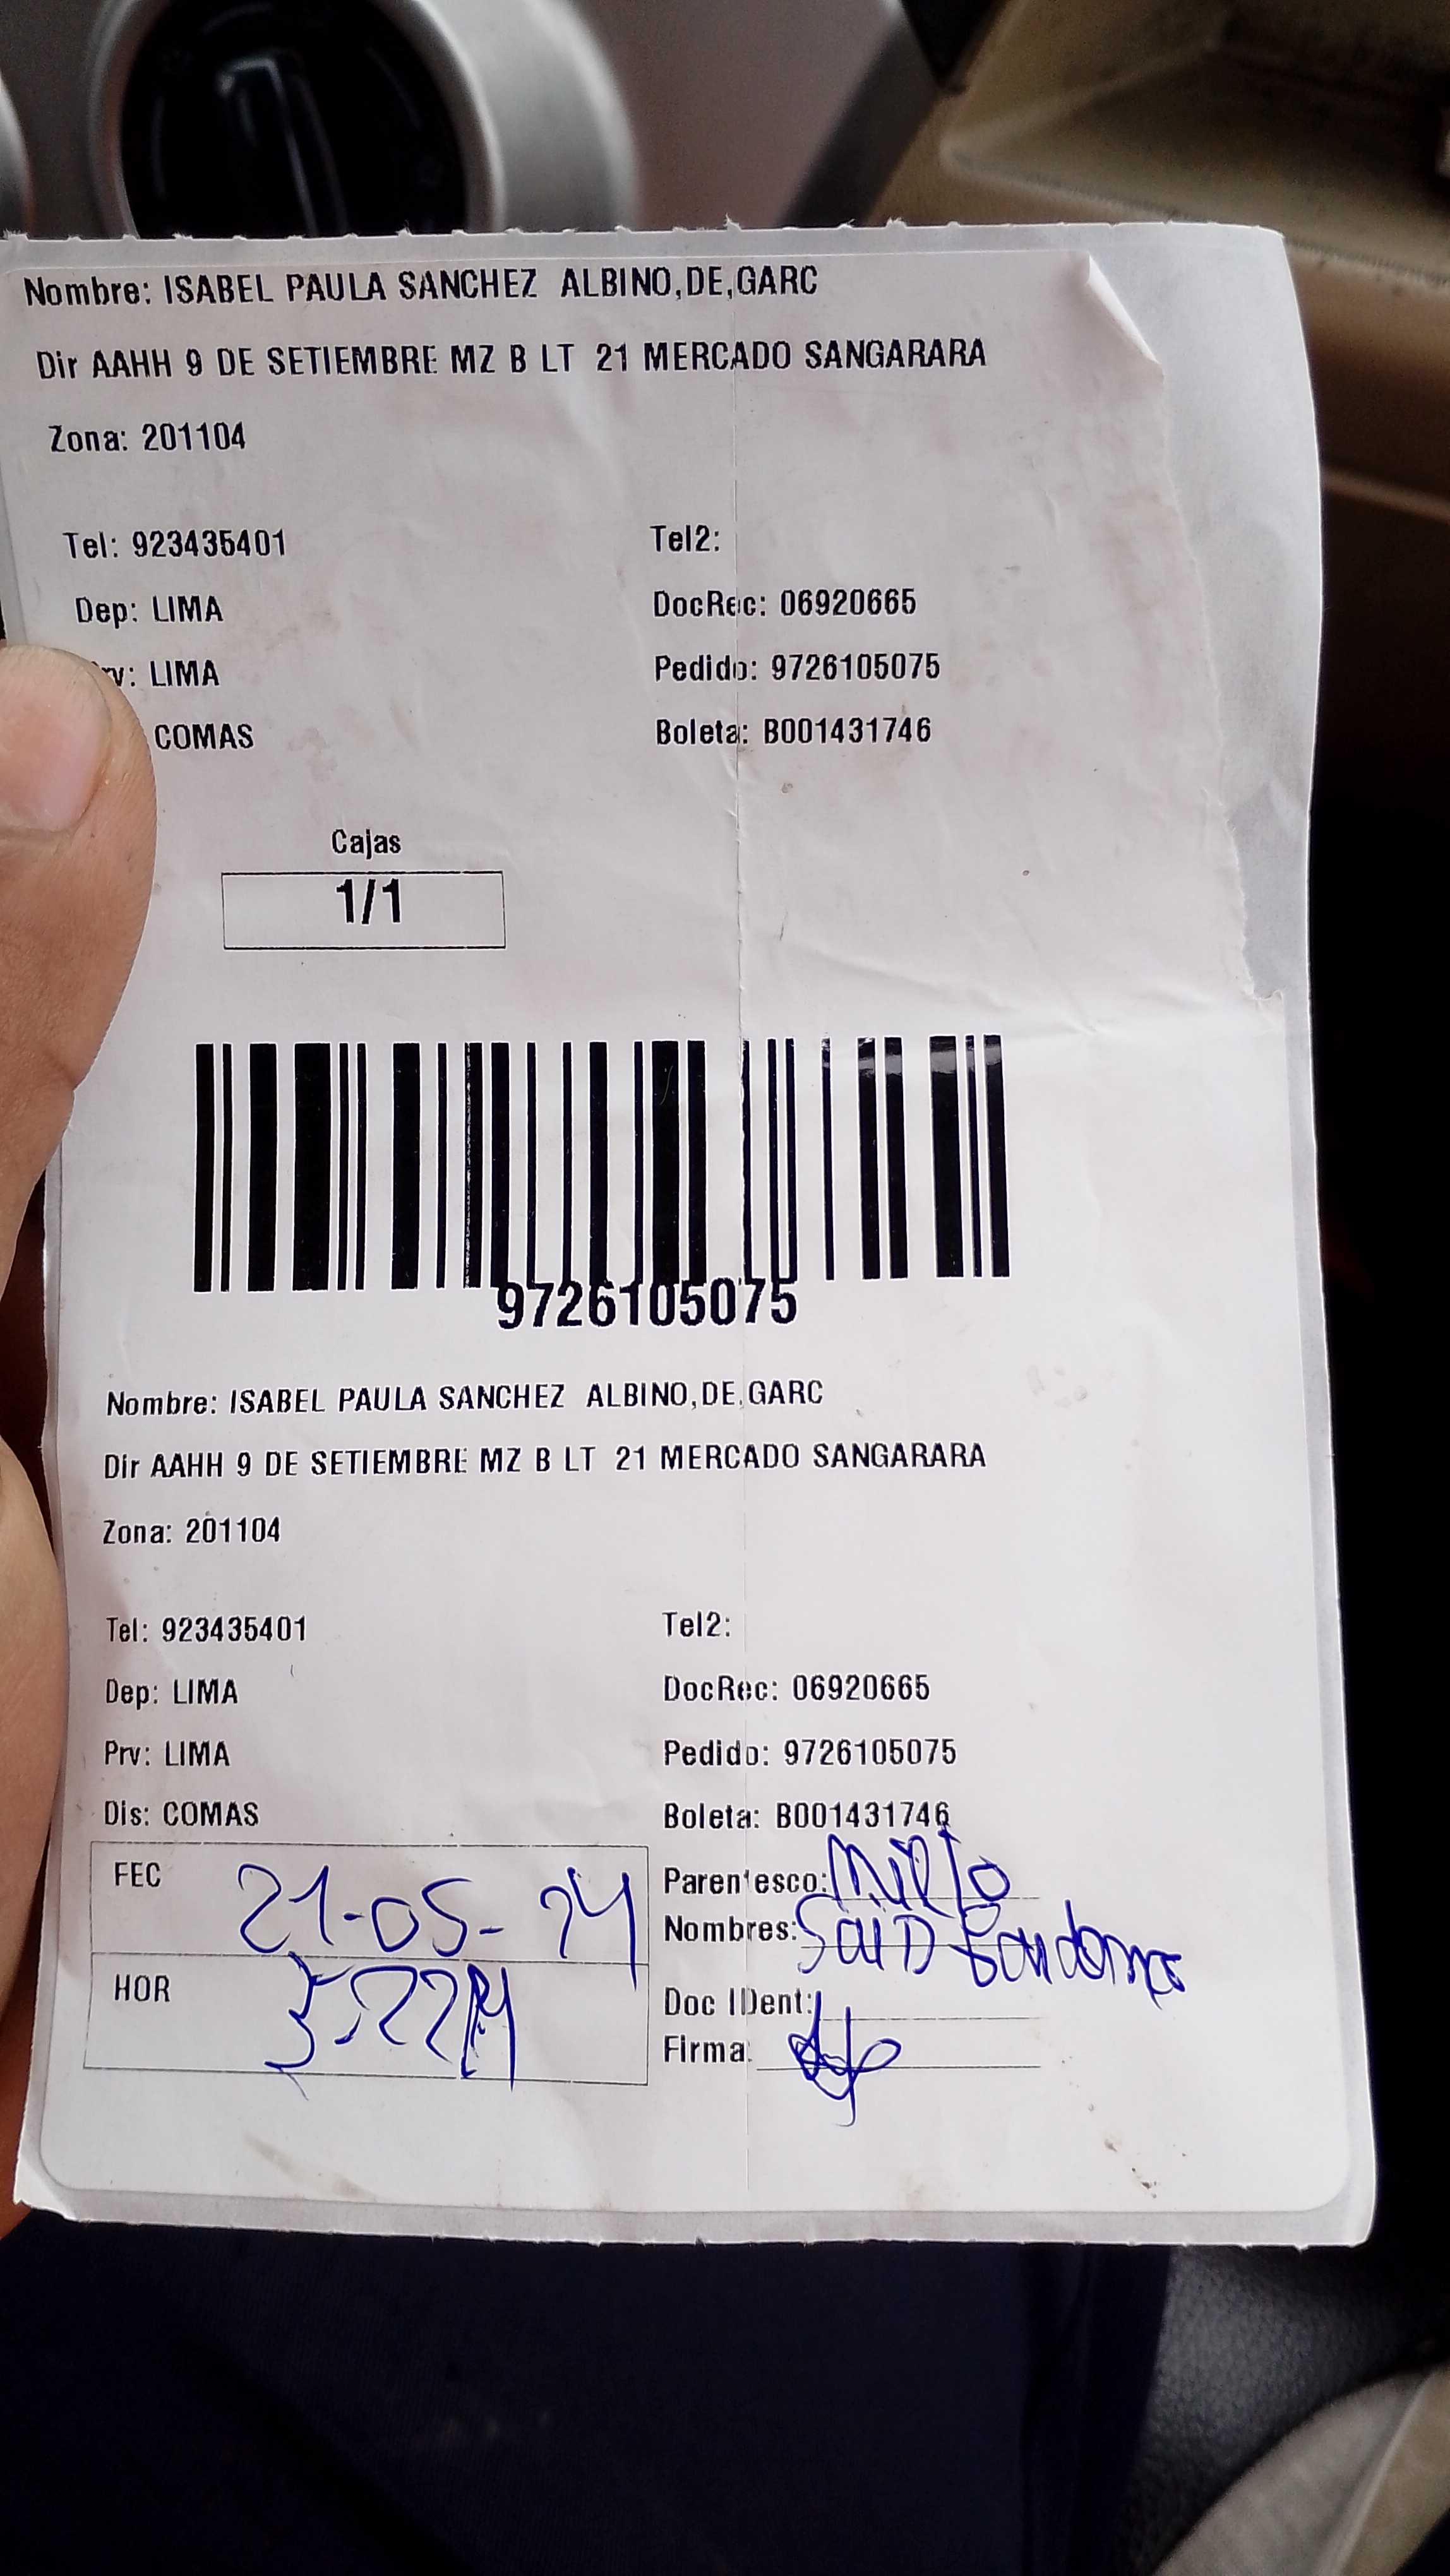 Nombre: ISABEL PAULA SANCHEZ ALBINO,DE,GARC
Dir AAHH 9 DE SETIEMBRE MZ B LT 21 MERCADO SANGARARA
Zona: 201104
Tel: 923435401 Tel2:
Dep: LIMA DocRec: 06920665
LIMA Pedido: 9726105075
COMAS Boleta: B001431746
Cajas
1/1
9726105075
Nombre: ISABEL PAULA SANCHEZ ALBINO,DE,GARC
Dir AAHH 9 DE SETIEMBRE MZ B LT 21 MERCADO SANGARARA
Zona: 201104
Tel: 923435401 Tel2:
Dep: LIMA DocRec: 06920665
Prv: LIMA Pedido: 9726105075
Dis: COMAS Boleta: B001431746
FEC 21-05-24 Parentesco:
Nombres: Said
HOR Doc IDent:
Firma: